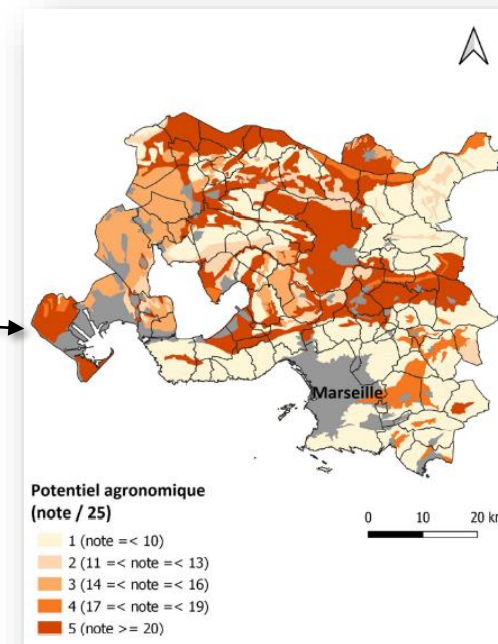 Marseille
Potentiel agronomique
(note / 25)
1 (note =< 10)
2 (11 =< note =< 13)
3 (14 =< note =< 16)
4 (17 =< note =< 19)
5 (note >= 20)
0 10 20 km